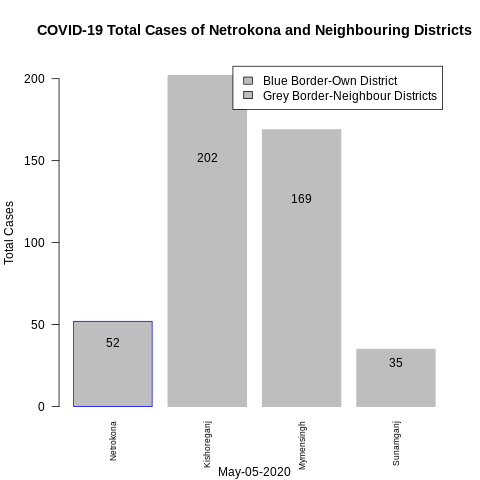 COVID-19 Total Cases of Netrokona and Neighbouring Districts
Blue Border-Own District
Grey Border-Neighbour Districts
Total Cases
200
150
100
50
0
52
202
169
35
Netrokona
Kishoreganj
Mymensingh
Sunamganj
May-05-2020